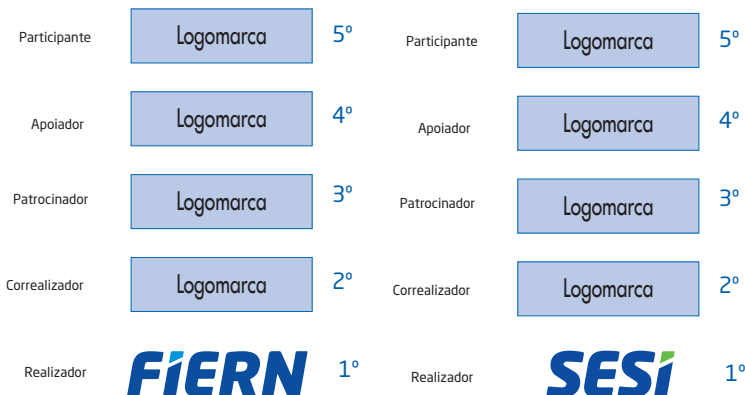 Participante Logomarca 5º
Apoiador Logomarca 4º
Patrocinador Logomarca 3º
Correalizador Logomarca 2º
Realizador FIERN 1º
Participante Logomarca 5º
Apoiador Logomarca 4º
Patrocinador Logomarca 3º
Correalizador Logomarca 2º
Realizador SESI 1º